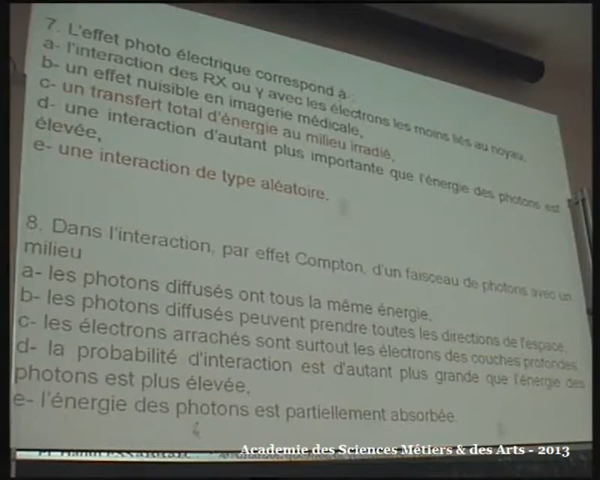 7. L'effet photo électrique correspond à :
a- l'interaction des RX ou γ avec les électrons les moins liés au noyau,
b- un effet nuisible en imagerie médicale,
c- un transfert total d'énergie au milieu irradié,
d- une interaction d'autant plus importante que l'énergie des photons est
élevée,
e- une interaction de type aléatoire.
8. Dans l'interaction, par effet Compton, d'un faisceau de photons avec un
milieu
a- les photons diffusés ont tous la même énergie,
b- les photons diffusés peuvent prendre toutes les directions de l'espace,
c- les électrons arrachés sont surtout les électrons des couches profondes,
d- la probabilité d'interaction est d'autant plus grande que l'énergie des
photons est plus élevée,
e- l'énergie des photons est partiellement absorbée.
Academie des Sciences Métiers & des Arts - 2013